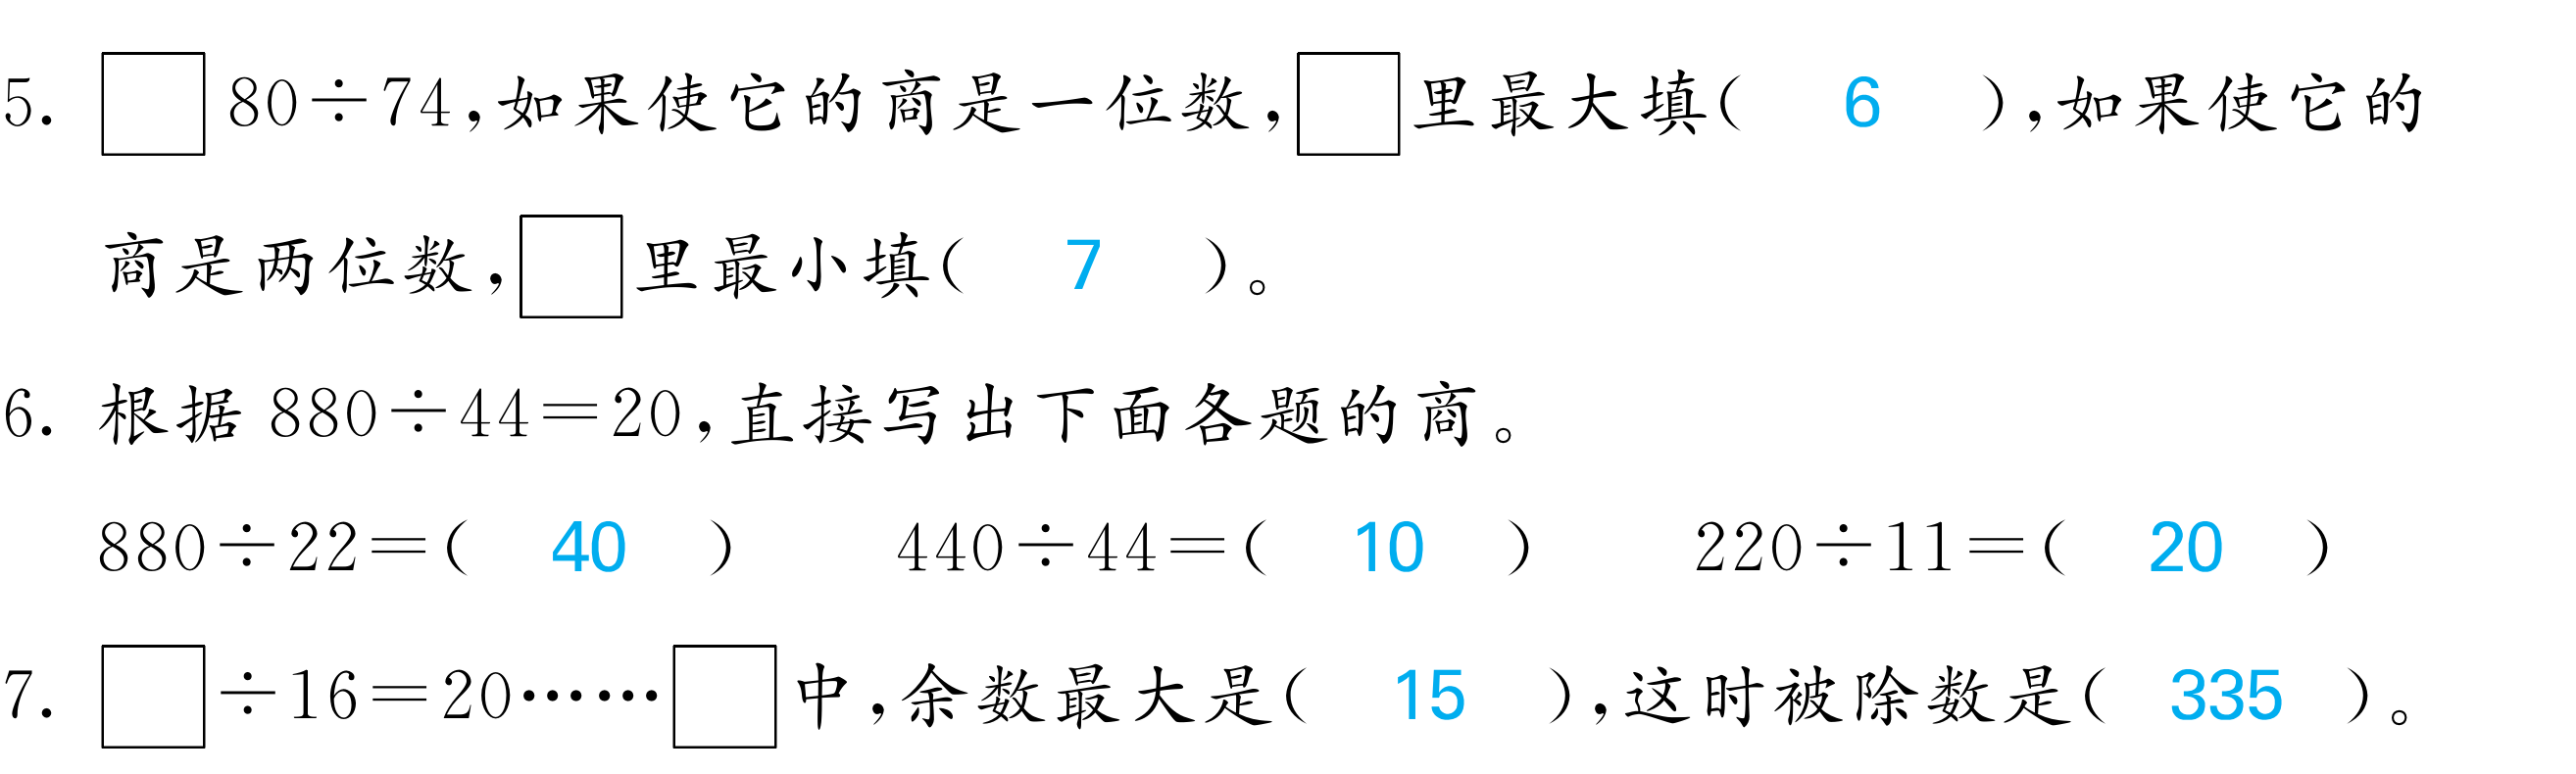 5. □80÷74,如果使它的商是一位数,□里最大填( 6 ),如果使它的
商是两位数,□里最小填( 7 )。
6. 根据 880÷44=20,直接写出下面各题的商。
880÷22=( 40 ) 440÷44=( 10 ) 220÷11=( 20 )
7. □÷16=20……□中,余数最大是( 15 ),这时被除数是( 335 )。